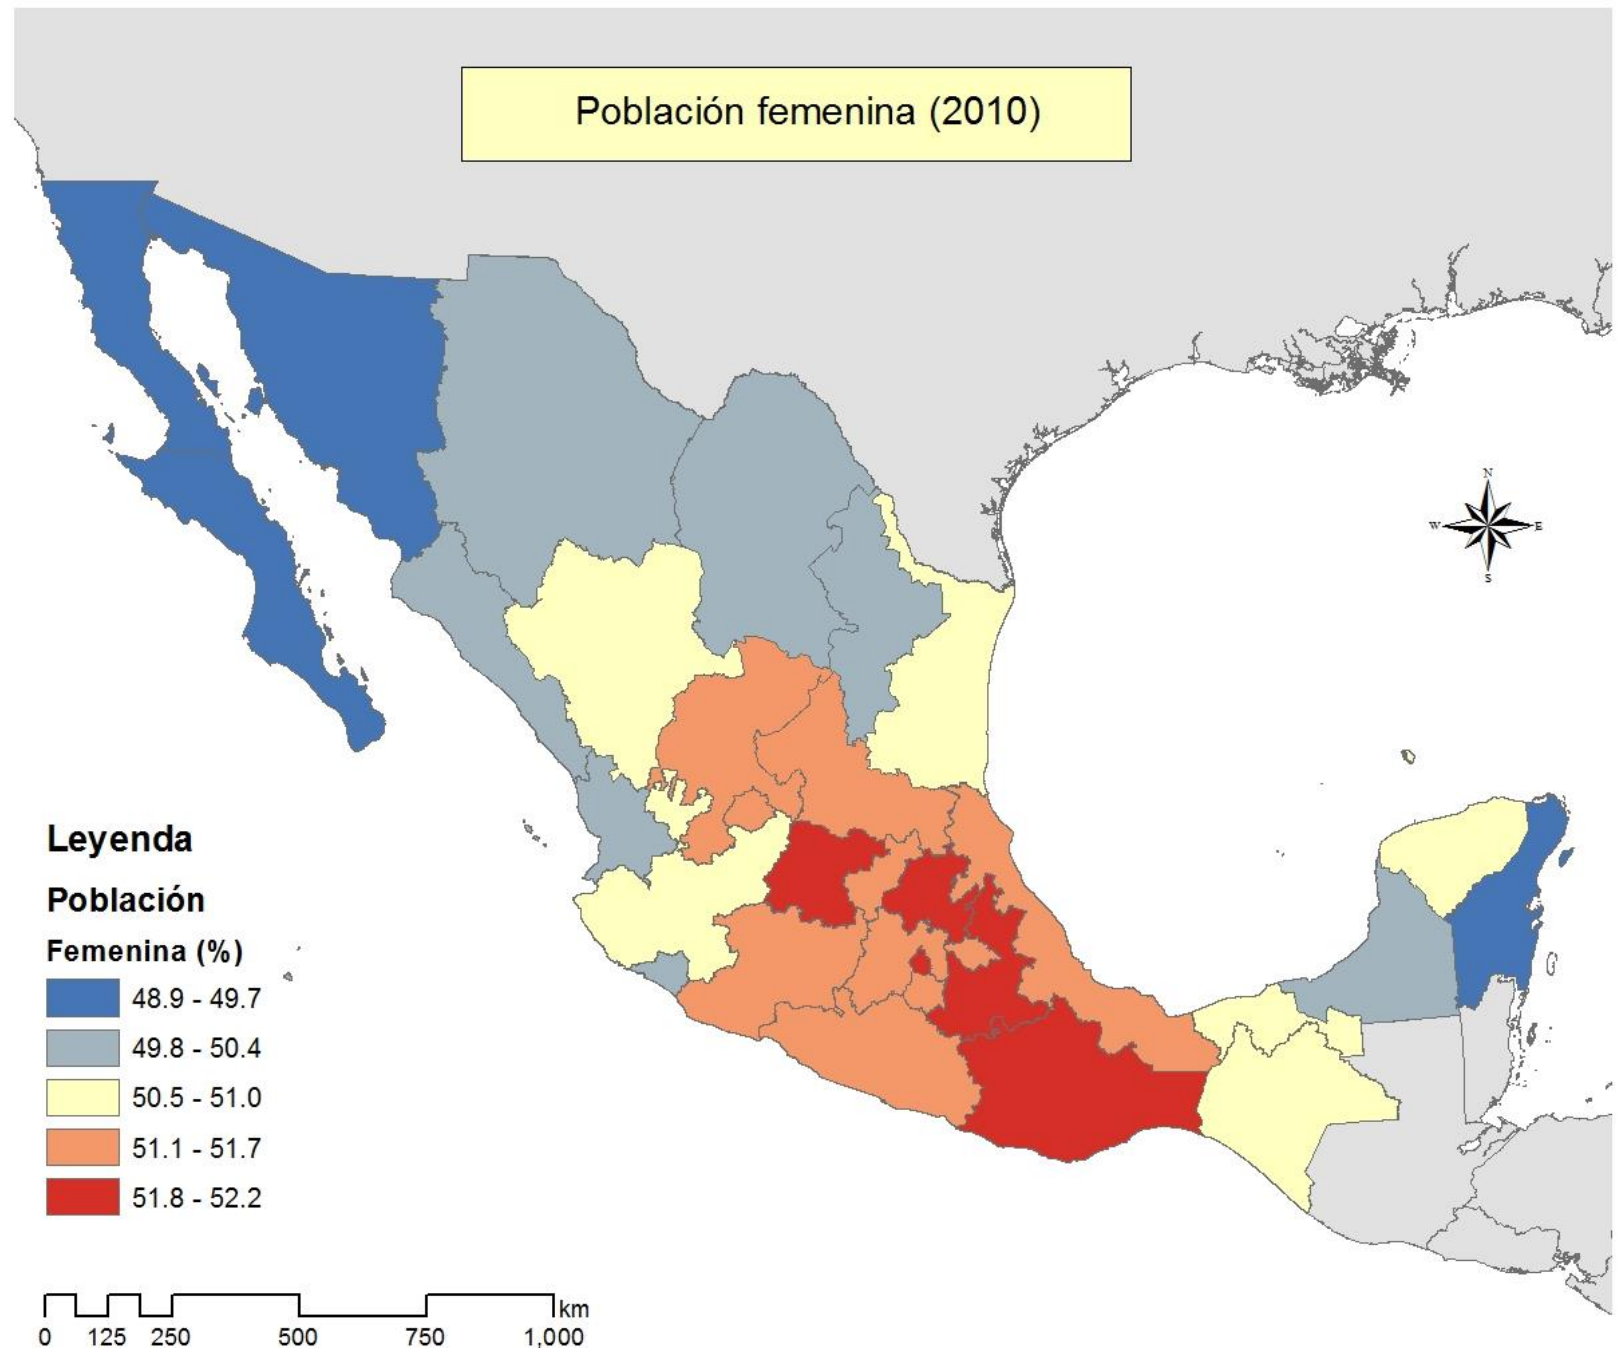 Población femenina (2010)
N
W
E
S
Leyenda
Población
Femenina (%)
48.9 - 49.7
49.8 - 50.4
50.5 - 51.0
51.1 - 51.7
51.8 - 52.2
km
0 125 250 500 750 1,000